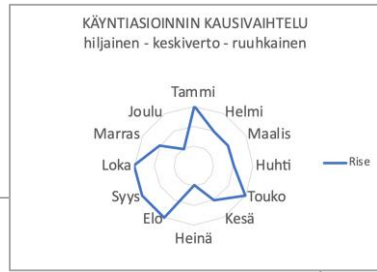 KÄYNTIASIOINNIN KAUSIVAIHTELU
hiljainen - keskiverto - ruuhkainen
Tammi
Helmi
Maalis
Huhti
Touko
Kesä
Heinä
Elo
Syys
Loka
Marras
Joulu
Rise